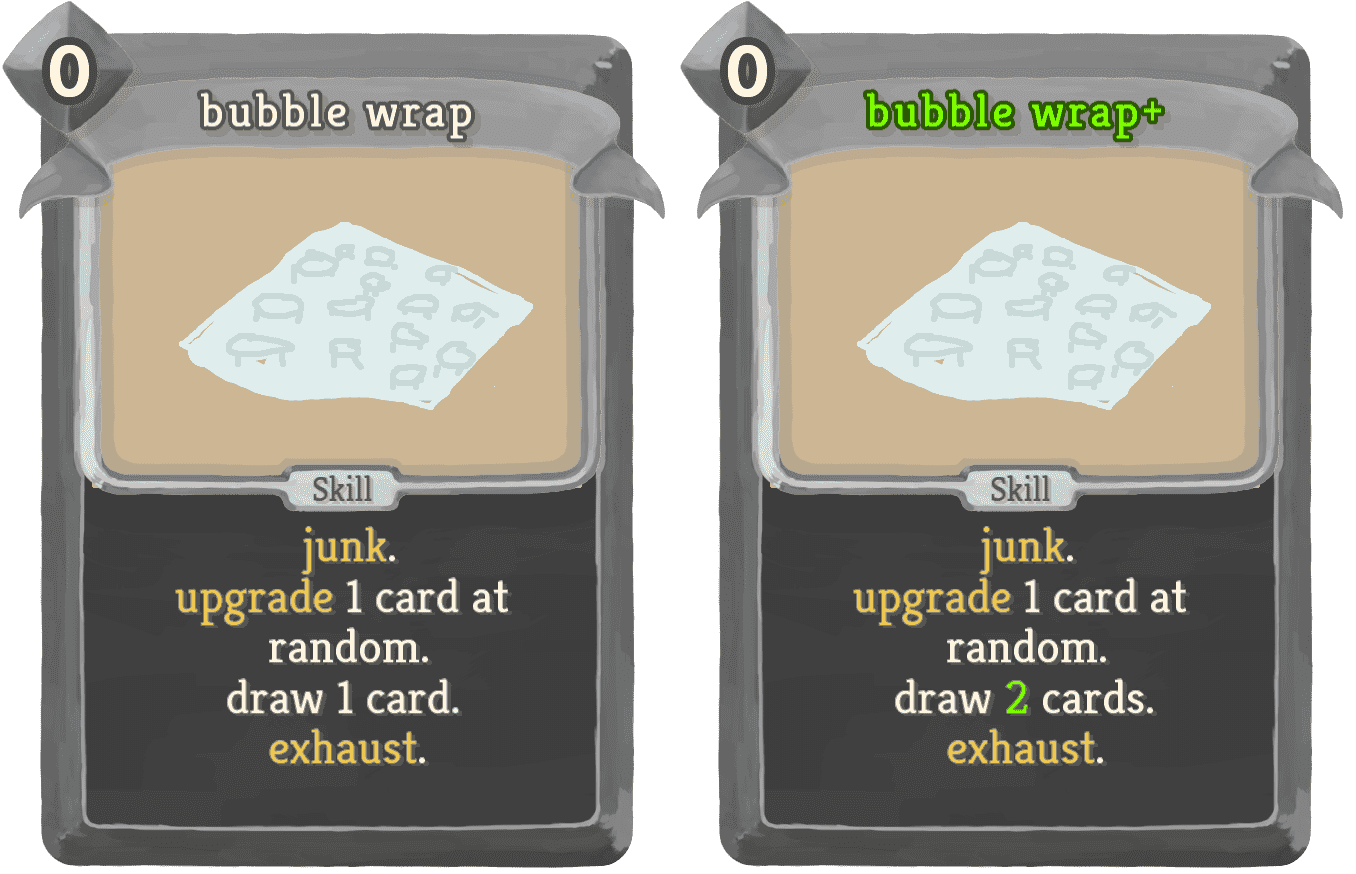 0
bubble wrap
Skill
junk.
upgrade 1 card at
random.
draw 1 card.
exhaust.
0
bubble wrap+
Skill
junk.
upgrade 1 card at
random.
draw 2 cards.
exhaust.